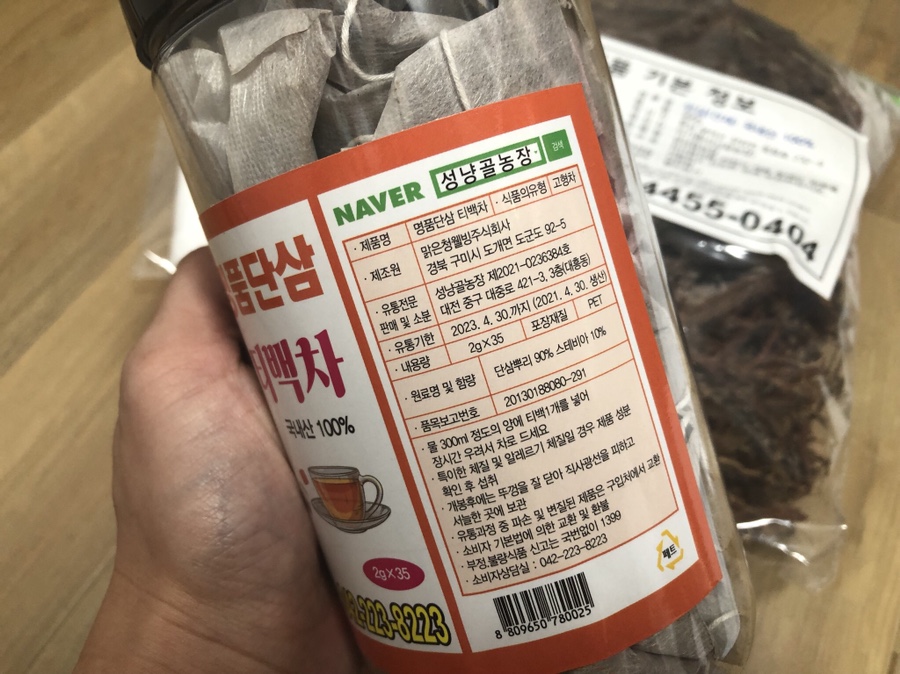 품단삼
티백차
국내산 100%
2g×35
2-223-8223
NAVER 성냥골농장 검색
· 제품명 명품단삼 티백차 · 식품의유형 고형차
· 제조원 맑은청웰빙주식회사
경북 구미시 도개면 도군도 92-5
· 유통전문 판매 및 소분 성냥골농장 제2021-0236384호
대전 중구 대종로 421-3, 3층(대흥동)
· 유통기한 2023. 4. 30.까지 (2021. 4. 30. 생산)
· 내용량 2g×35 포장재질 PET
· 원료명 및 함량 단삼뿌리 90% 스테비아 10%
· 품목보고번호 20130188080-291
· 물 300ml 정도의 양에 티백1개를 넣어
장시간 우려서 차로 드세요
· 특이한 체질 및 알레르기 체질일 경우 제품 성분
확인 후 섭취
· 개봉후에는 뚜껑을 잘 닫아 직사광선을 피하고
서늘한 곳에 보관
· 유통과정 중 파손 및 변질된 제품은 구입처에서 교환
· 소비자 기본법에 의한 교환 및 환불
· 부정,불량식품 신고는 국번없이 1399
· 소비자상담실 : 042-223-8223
페트
8 809650 780025
품 기본 정보
4455-0404